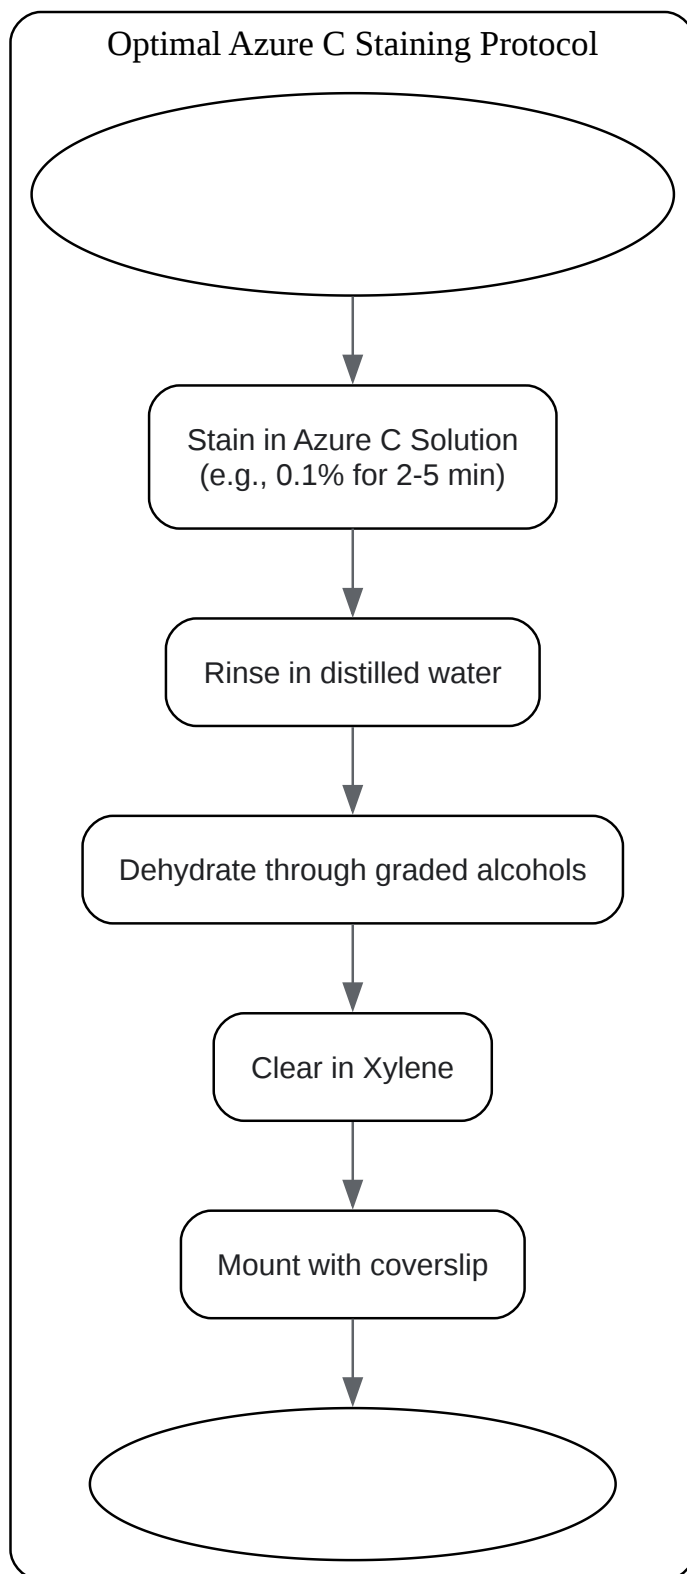 Optimal Azure C Staining Protocol
Stain in Azure C Solution
(e.g., 0.1% for 2-5 min)
Rinse in distilled water
Dehydrate through graded alcohols
Clear in Xylene
Mount with coverslip